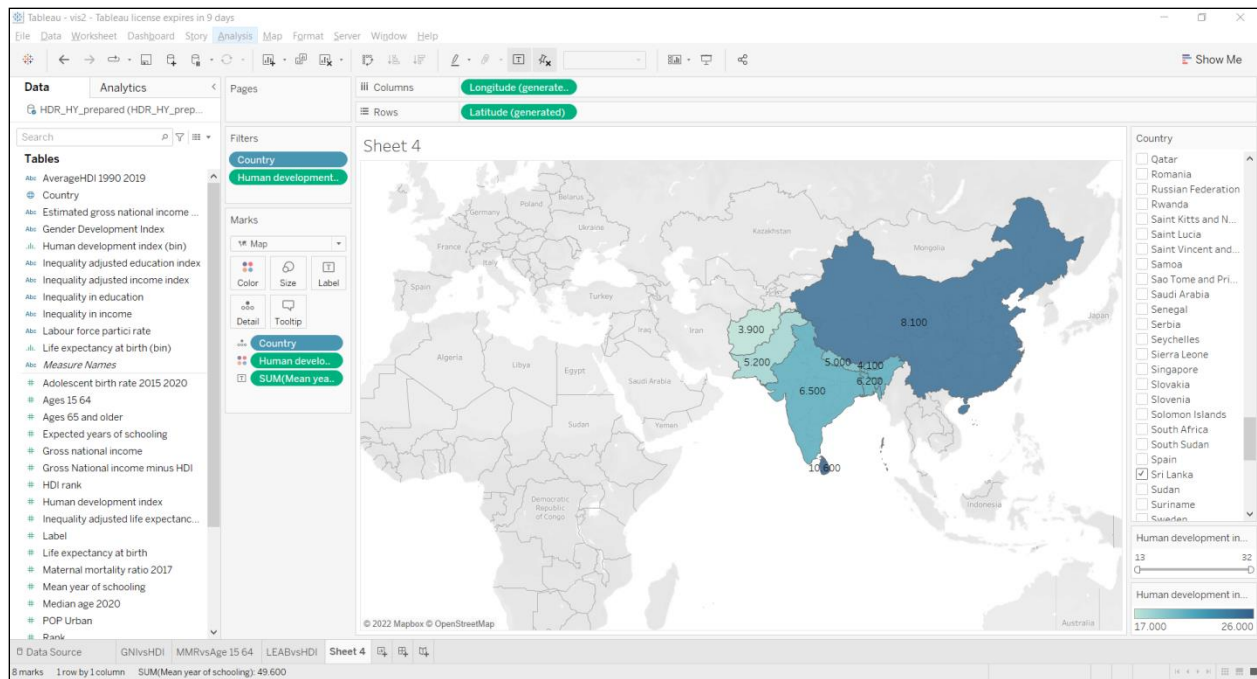 Tableau - vis2 - Tableau license expires in 9 days
File Data Worksheet Dashboard Story Analysis Map Format Server Window Help
Show Me
Data Analytics
HDR_HY_prepared (HDR_HY_prep...
Search
Tables
Abc AverageHDI 1990 2019
Country
Abc Estimated gross national income ...
Abc Gender Development Index
Human development index (bin)
Abc Inequality adjusted education index
Abc Inequality adjusted income index
Abc Inequality in education
Abc Inequality in income
Abc Labour force partici rate
Life expectancy at birth (bin)
Abc Measure Names
# Adolescent birth rate 2015 2020
# Ages 15 64
# Ages 65 and older
# Expected years of schooling
# Gross national income
# Gross National income minus HDI
# HDI rank
# Human development index
# Inequality adjusted life expectanc...
# Label
# Life expectancy at birth
# Maternal mortality ratio 2017
# Mean year of schooling
# Median age 2020
# POP Urban
# Rank
Pages
Filters
Country
Human development..
Marks
Map
Color Size Label
Detail Tooltip
Country
Human develo..
SUM(Mean yea..
Columns Longitude (generate..
Rows Latitude (generated)
Sheet 4
Germany
Poland
Belarus
Ukraine
France
Italy
Spain
Turkey
Kazakhstan
Mongolia
Japan
Iraq
Iran
Algeria
Libya
Egypt
Saudi Arabia
Sudan
Yemen
Democratic
Republic
of Congo
Indonesia
Australia
3.900
5.200
5.000
4.100
6.200
6.500
8.100
10.600
© 2022 Mapbox © OpenStreetMap
Country
Qatar
Romania
Russian Federation
Rwanda
Saint Kitts and N...
Saint Lucia
Saint Vincent and...
Samoa
Sao Tome and Pri...
Saudi Arabia
Senegal
Serbia
Seychelles
Sierra Leone
Singapore
Slovakia
Slovenia
Solomon Islands
South Africa
South Sudan
Spain
Sri Lanka
Sudan
Suriname
Sweden
Human development in...
13 32
Human development in...
17.000 26.000
Data Source GNIvsHDI MMRvsAge 15 64 LEABvsHDI Sheet 4
8 marks 1 row by 1 column SUM(Mean year of schooling): 49.600